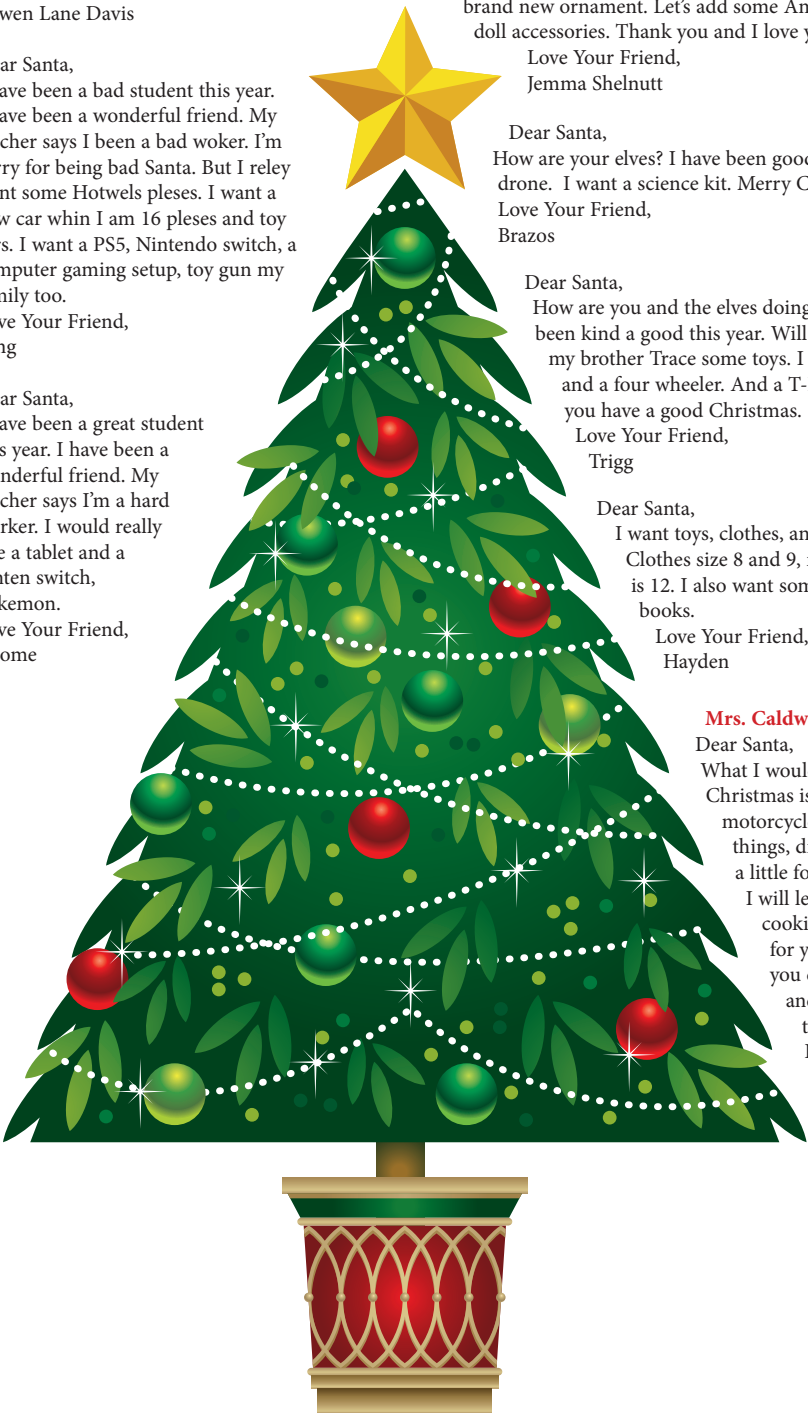 wen Lane Davis
ar Santa,
ave been a bad student this year.
ave been a wonderful friend. My
cher says I been a bad woker. I'm
rry for being bad Santa. But I reley
nt some Hotwels pleses. I want a
w car whin I am 16 pleses and toy
s. I want a PS5, Nintendo switch, a
mputer gaming setup, toy gun my
mily too.
ve Your Friend,
ng
ar Santa,
ave been a great student
s year. I have been a
nderful friend. My
cher says I'm a hard
rker. I would really
e a tablet and a
nten switch,
kemon.
ve Your Friend,
ome
brand new ornament. Let's add some An
doll accessories. Thank you and I love y
Love Your Friend,
Jemma Shelnutt
Dear Santa,
How are your elves? I have been good
drone.  I want a science kit. Merry C
Love Your Friend,
Brazos
Dear Santa,
How are you and the elves doing
been kind a good this year. Will
my brother Trace some toys. I
and a four wheeler. And a T-
you have a good Christmas.
Love Your Friend,
Trigg
Dear Santa,
I want toys, clothes, an
Clothes size 8 and 9,
is 12. I also want som
books.
Love Your Friend,
Hayden
Mrs. Caldw
Dear Santa,
What I woul
Christmas is
motorcycl
things, d
a little fo
I will le
cooki
for y
you
an
t